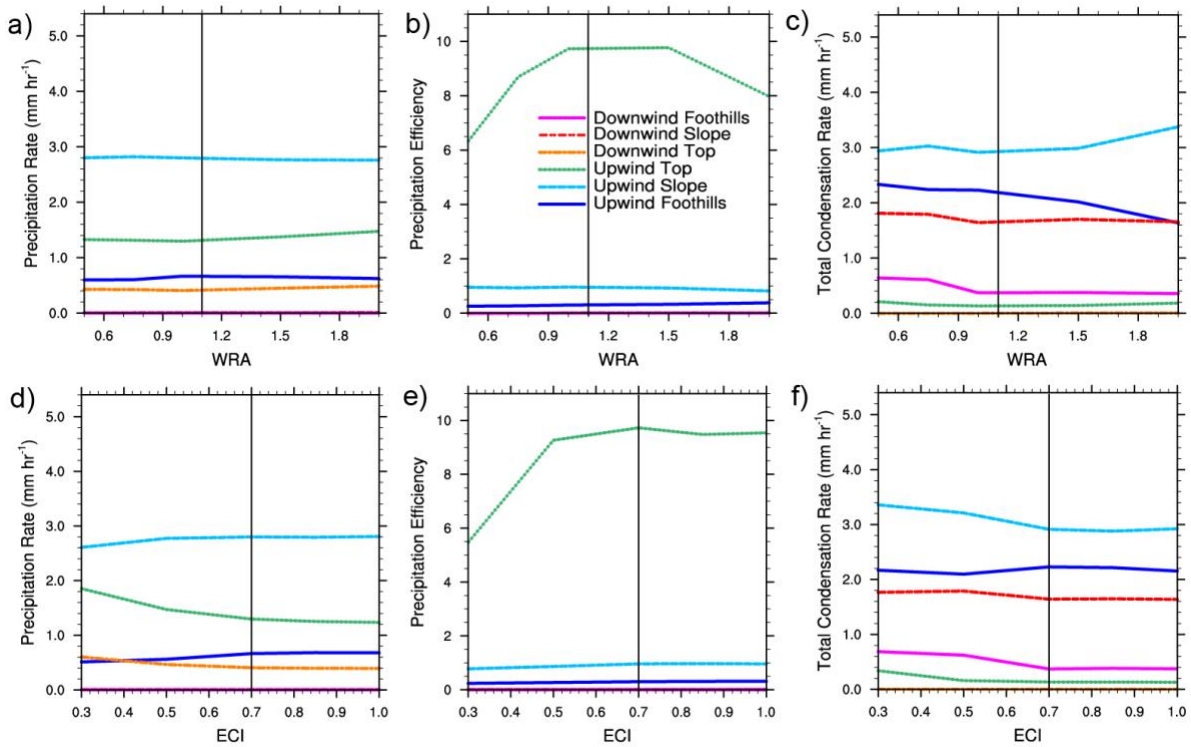 a)
5.0
4.0
3.0
2.0
1.0
0.0
Precipitation Rate (mm hr⁻¹)
0.6 0.9 1.2 1.5 1.8
WRA
b)
10
8
6
4
2
0
Precipitation Efficiency
Downwind Foothills
Downwind Slope
Downwind Top
Upwind Top
Upwind Slope
Upwind Foothills
0.6 0.9 1.2 1.5 1.8
WRA
c)
5.0
4.0
3.0
2.0
1.0
0.0
Total Condensation Rate (mm hr⁻¹)
0.6 0.9 1.2 1.5 1.8
WRA
d)
5.0
4.0
3.0
2.0
1.0
0.0
Precipitation Rate (mm hr⁻¹)
0.3 0.4 0.5 0.6 0.7 0.8 0.9 1.0
ECI
e)
10
8
6
4
2
0
Precipitation Efficiency
0.3 0.4 0.5 0.6 0.7 0.8 0.9 1.0
ECI
f)
5.0
4.0
3.0
2.0
1.0
0.0
Total Condensation Rate (mm hr⁻¹)
0.3 0.4 0.5 0.6 0.7 0.8 0.9 1.0
ECI